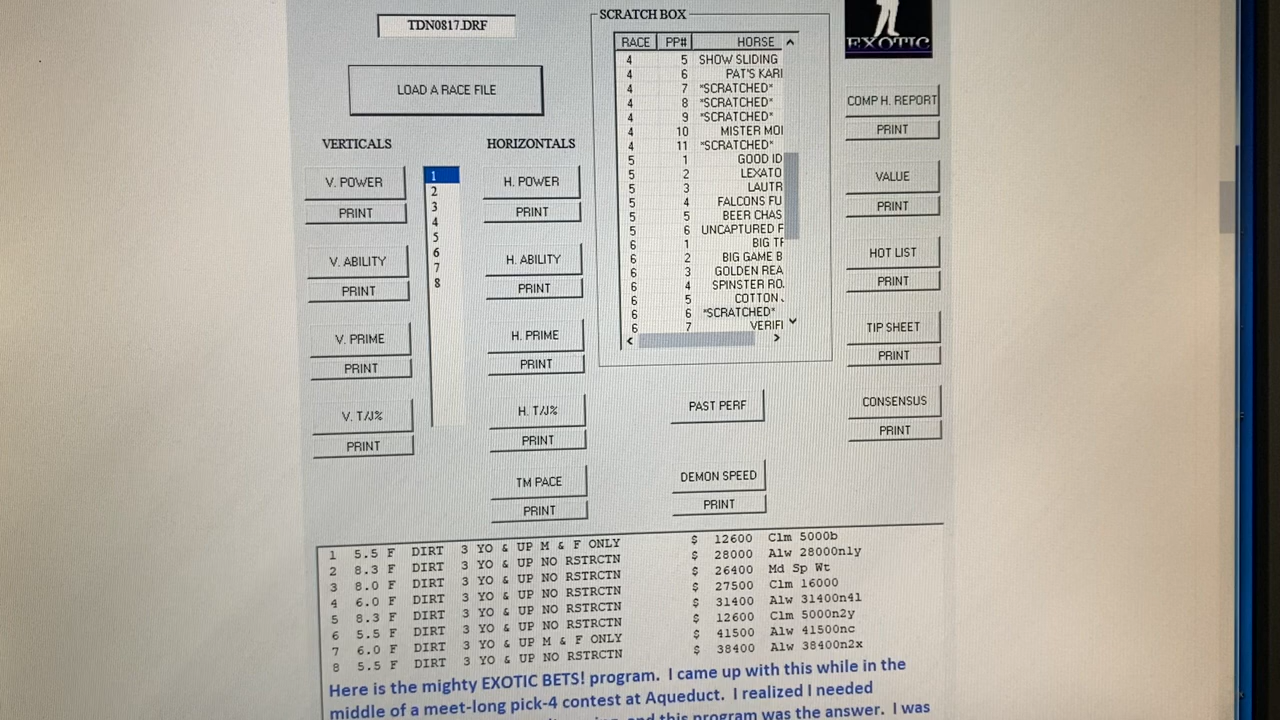 TDN0817.DRF
LOAD A RACE FILE
SCRATCH BOX
RACE PP# HORSE
4 5 SHOW SLIDING
4 6 PAT'S KARI
4 7 *SCRATCHED*
4 8 *SCRATCHED*
4 9 *SCRATCHED*
4 10 MISTER MOI
4 11 *SCRATCHED*
5 1 GOOD ID
5 2 LEXATO
5 3 LAUTR
5 4 FALCONS FU
5 5 BEER CHAS
5 6 UNCAPTURED F
6 1 BIG
6 2 BIG GAME B
6 3 GOLDEN REA
6 4 SPINSTER RO.
6 5 COTTON
6 6 *SCRATCHED*
6 7 VERIFI
EXOTIC
VERTICALS
V. POWER
PRINT
V. ABILITY
PRINT
V. PRIME
PRINT
V. T/J%
PRINT
1
2
3
4
5
6
7
8
HORIZONTALS
H. POWER
PRINT
H. ABILITY
PRINT
H. PRIME
PRINT
H. T/J%
PRINT
TM PACE
PRINT
PAST PERF
DEMON SPEED
PRINT
COMP H. REPORT
PRINT
VALUE
PRINT
HOT LIST
PRINT
TIP SHEET
PRINT
CONSENSUS
PRINT
1 5.5 F DIRT 3 YO & UP M & F ONLY $ 12600 Clm 5000b
2 8.3 F DIRT 3 YO & UP NO RSTRCTN $ 28000 Alw 28000n1y
3 8.0 F DIRT 3 YO & UP NO RSTRCTN $ 26400 Md Sp Wt
4 6.0 F DIRT 3 YO & UP NO RSTRCTN $ 27500 Clm 16000
5 8.3 F DIRT 3 YO & UP NO RSTRCTN $ 31400 Alw 31400n4l
6 5.5 F DIRT 3 YO & UP NO RSTRCTN $ 12600 Clm 5000n2y
7 6.0 F DIRT 3 YO & UP M & F ONLY $ 41500 Alw 41500nc
8 5.5 F DIRT 3 YO & UP NO RSTRCTN $ 38400 Alw 38400n2x
Here is the mighty EXOTIC BETS! program. I came up with this while in the
middle of a meet-long pick-4 contest at Aqueduct. I realized I needed
and this program was the answer. I was